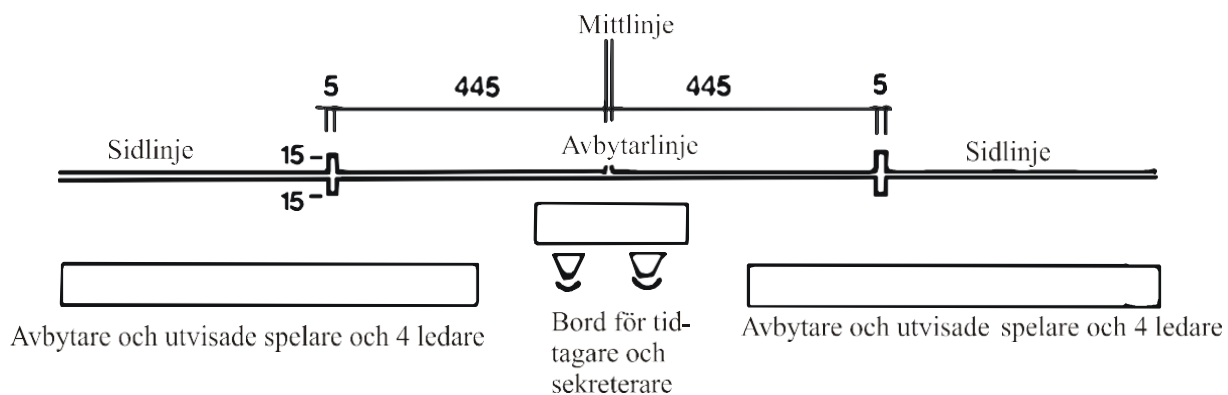 Mittlinje
5 445 445 5
Sidlinje 15 Avbytarlinje Sidlinje
15
Avbytare och utvisade spelare och 4 ledare
Bord för tid-
tagare och
sekreterare
Avbytare och utvisade spelare och 4 ledare